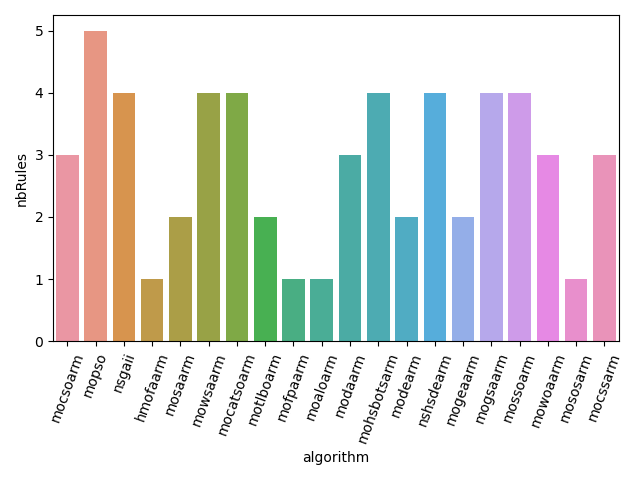 5
4
3
2
1
0
nbRules
mocsoarm
mopso
nsgaii
hmofaarm
mosaarm
mowsaarm
mocatsoarm
motlboarm
mofpaarm
moaloarm
modaarm
mohsbotsarm
modearm
nshsdearm
mogeaarm
mogsaarm
mossoarm
mowoaarm
mososarm
mocssarm
algorithm